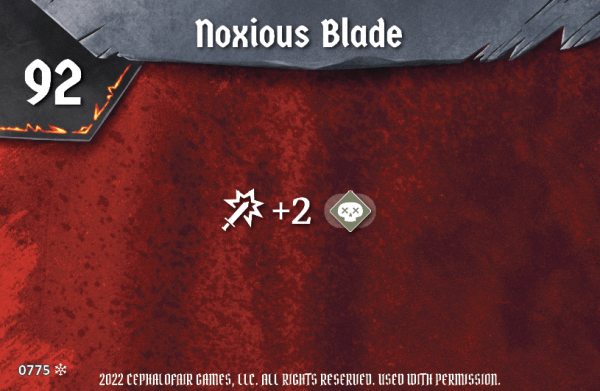 Noxious Blade
92
+2
0775
2022 CEPHALOFAIR GAMES, LLC. ALL RIGHTS RESERVED. USED WITH PERMISSION.